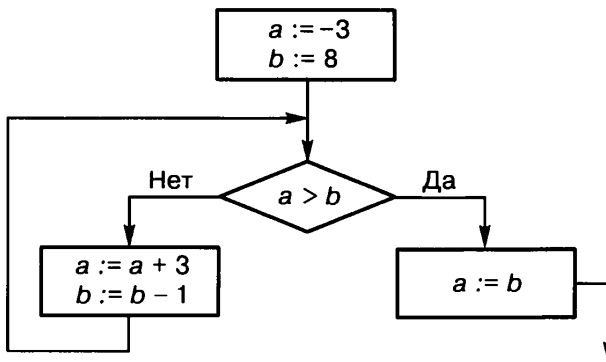 a := –3
b := 8
Нет
a > b
Да
a := a + 3
b := b – 1
a := b